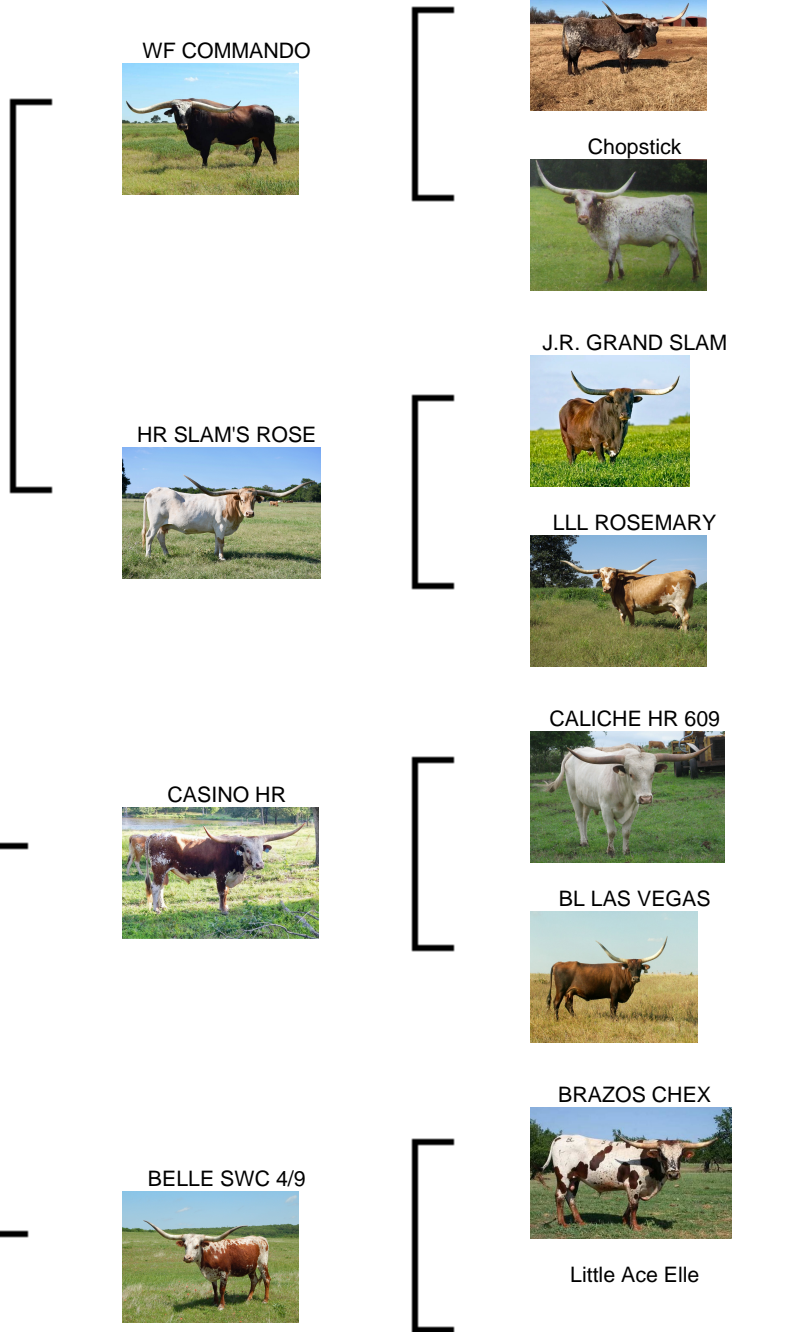 WF COMMANDO
Chopstick
J.R. GRAND SLAM
HR SLAM'S ROSE
LLL ROSEMARY
CALICHE HR 609
CASINO HR
BL LAS VEGAS
BRAZOS CHEX
BELLE SWC 4/9
Little Ace Elle